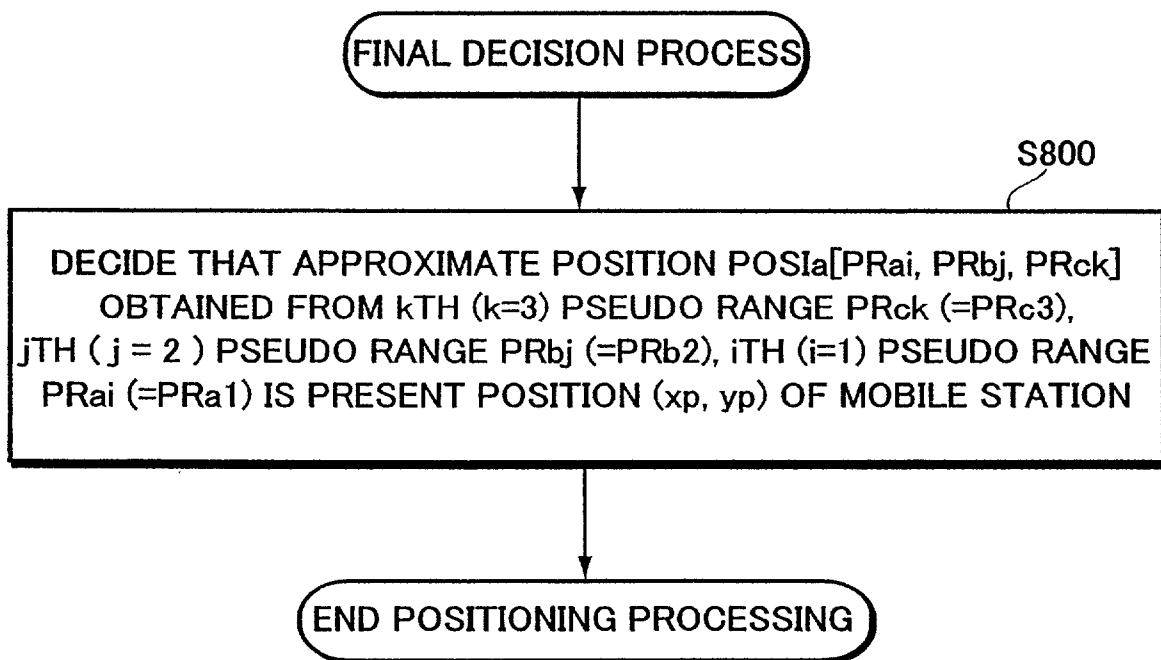 FINAL DECISION PROCESS
S800
DECIDE THAT APPROXIMATE POSITION POSIa[PRai, PRbj, PRck]
OBTAINED FROM kTH (k=3) PSEUDO RANGE PRck (=PRc3),
jTH ( j = 2 ) PSEUDO RANGE PRbj (=PRb2), iTH (i=1) PSEUDO RANGE
PRai (=PRa1) IS PRESENT POSITION (xp, yp) OF MOBILE STATION
END POSITIONING PROCESSING